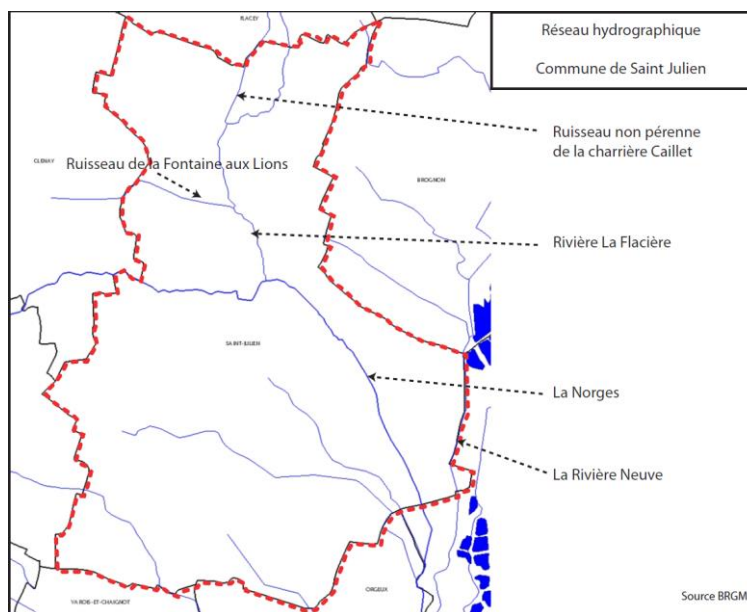 FLACEY
Réseau hydrographique
Commune de Saint Julien
Ruisseau non pérenne
de la charrière Caillet
CLENAY
Ruisseau de la Fontaine aux Lions
BROGNON
Rivière La Flacière
SAINT-JULIEN
La Norges
La Rivière Neuve
ORGEUX
VAROIS-ET-CHAIGNOT
Source BRGM